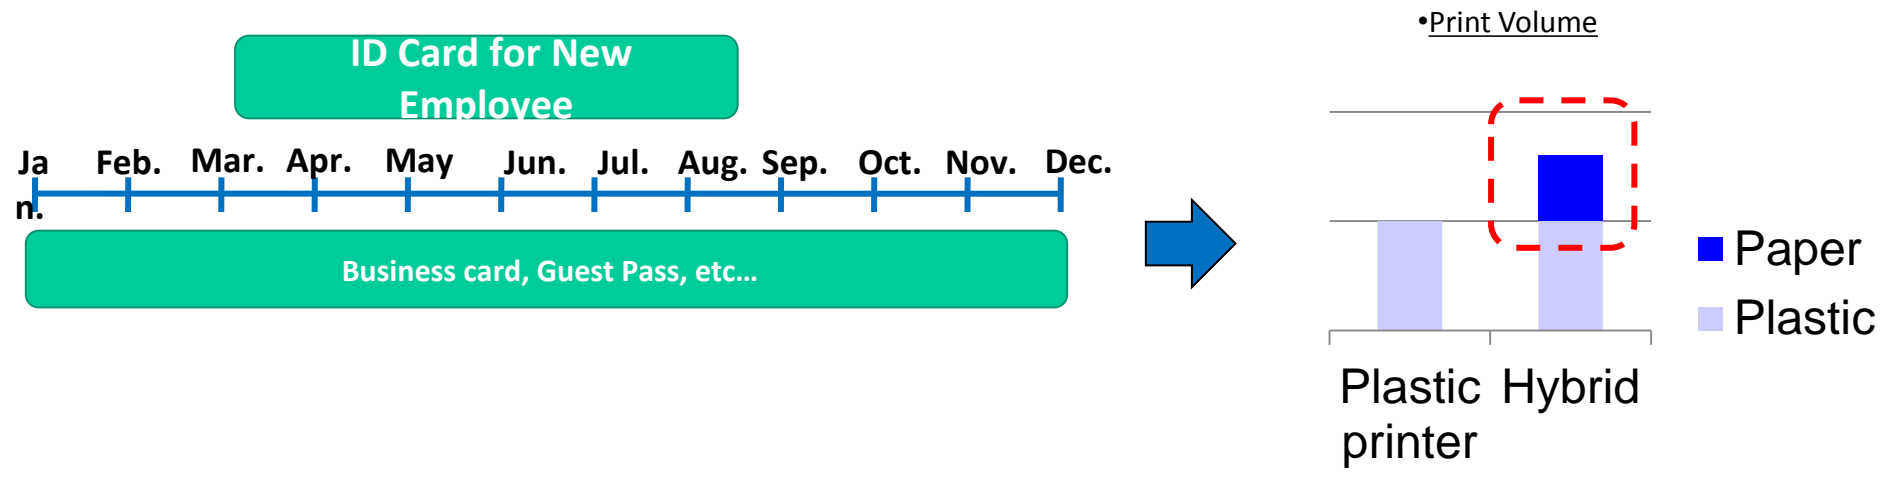 ID Card for New
Employee
Jan. Feb. Mar. Apr. May Jun. Jul. Aug. Sep. Oct. Nov. Dec.
Business card, Guest Pass, etc…
•Print Volume
Paper
Plastic
Plastic printer
Hybrid